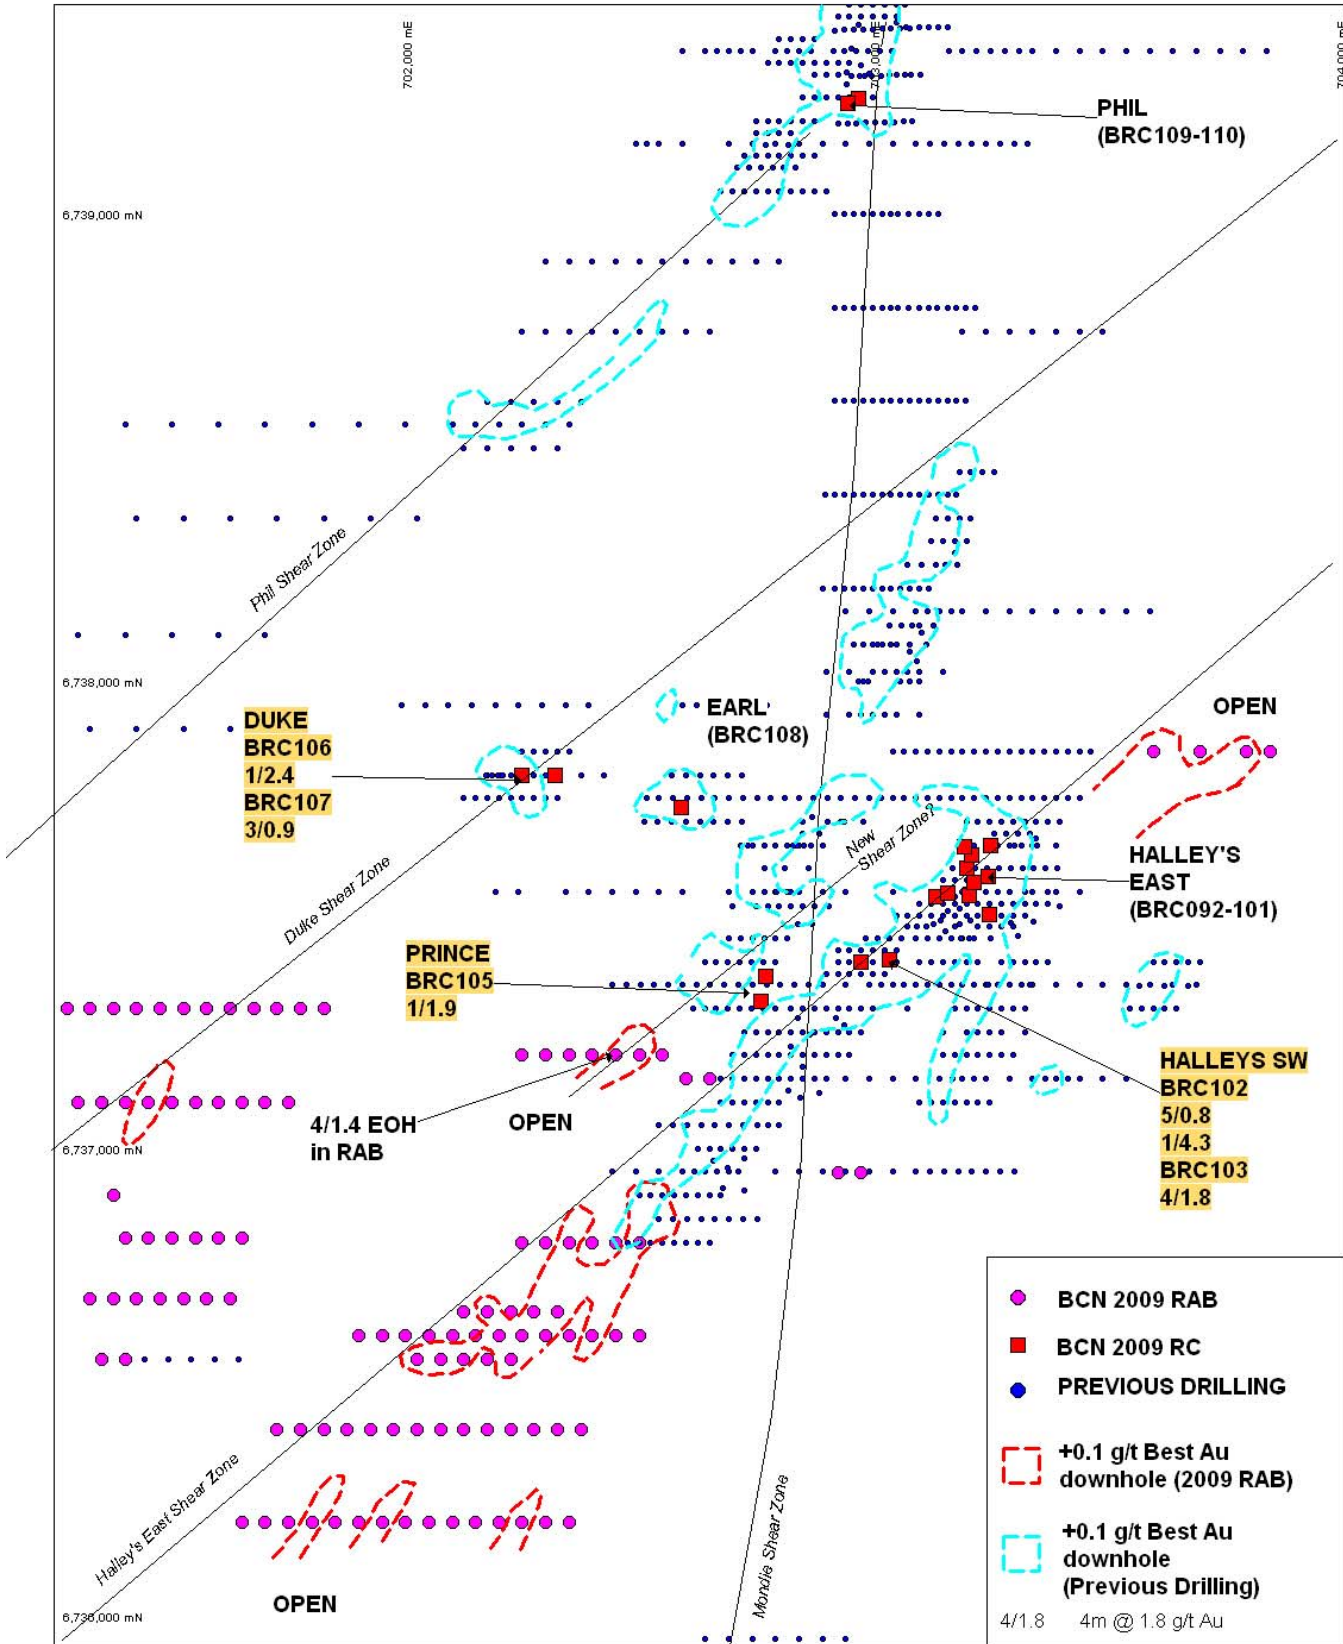 702,000 mE
703,000 mE
704,000 mE
PHIL
(BRC109-110)
6,739,000 mN
Phil Shear Zone
6,738,000 mN
DUKE
BRC106
1/2.4
BRC107
3/0.9
EARL
(BRC108)
OPEN
New
Shear Zone?
HALLEY'S
EAST
(BRC092-101)
Duke Shear Zone
PRINCE
BRC105
1/1.9
HALLEYS SW
BRC102
5/0.8
1/4.3
BRC103
4/1.8
4/1.4 EOH
in RAB
OPEN
6,737,000 mN
Halley's East Shear Zone
Mondie Shear Zone
OPEN
6,736,000 mN
BCN 2009 RAB
BCN 2009 RC
PREVIOUS DRILLING
+0.1 g/t Best Au
downhole (2009 RAB)
+0.1 g/t Best Au
downhole
(Previous Drilling)
4/1.8 4m @ 1.8 g/t Au